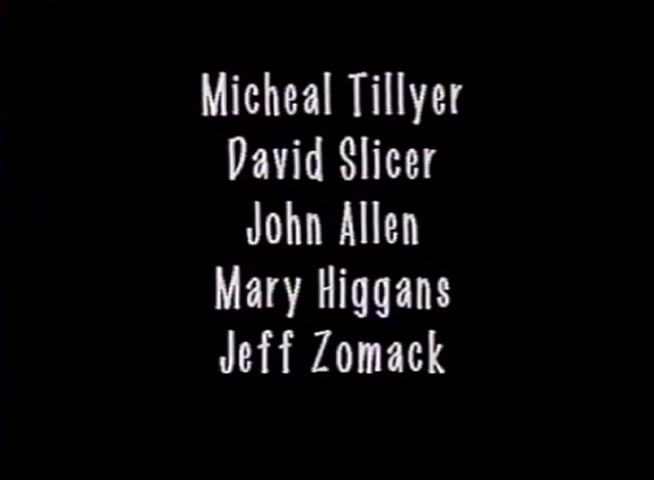 Micheal Tillyer
David Slicer
John Allen
Mary Higgans
Jeff Zomack